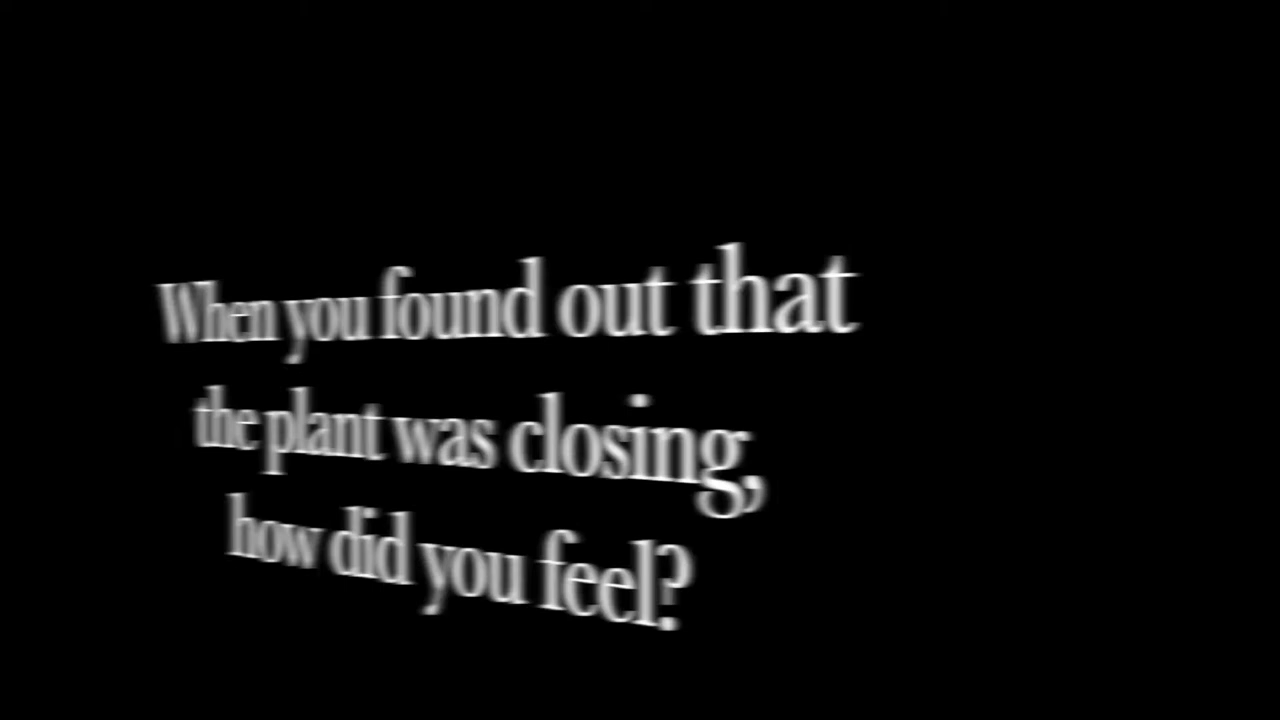 When you found out that
the plant was closing,
how did you feel?